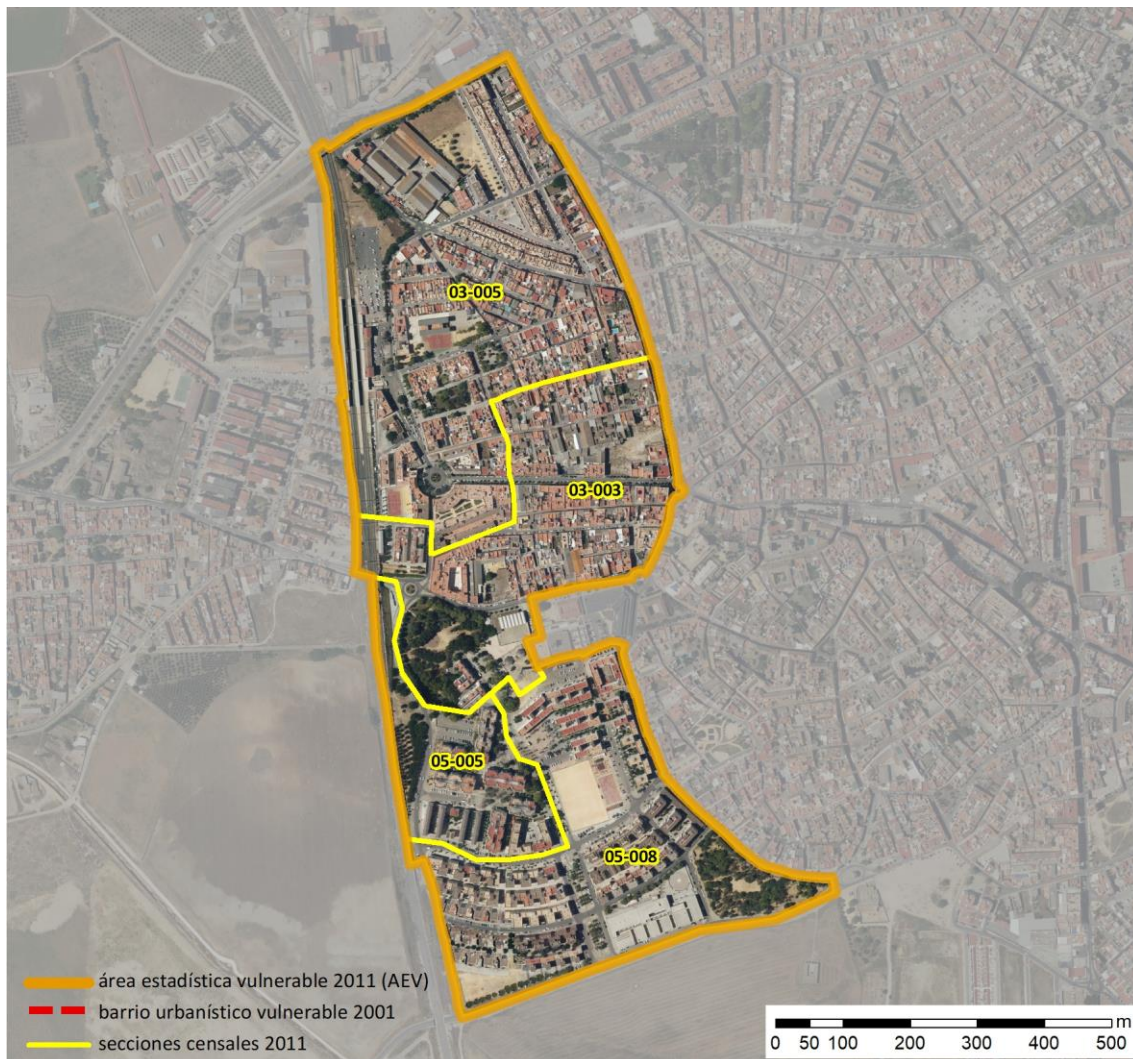 03-005
03-003
05-005
05-008
área estadística vulnerable 2011 (AEV)
barrio urbanístico vulnerable 2001
secciones censales 2011
m
0 50 100 200 300 400 500